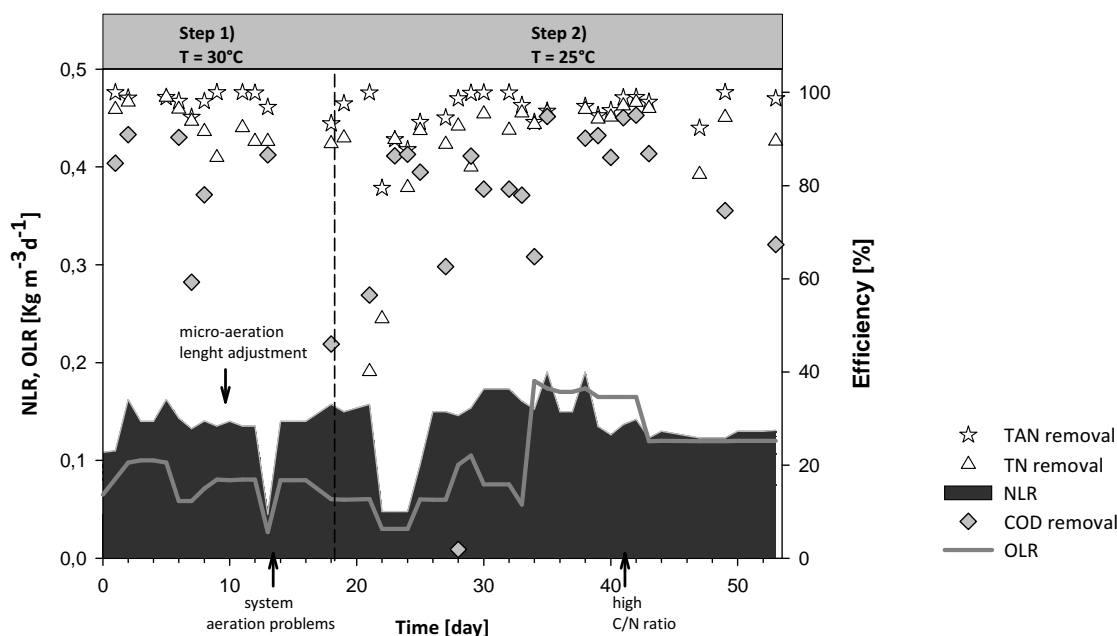 Step 1)
T = 30°C
Step 2)
T = 25°C
0,5
0,4
0,3
0,2
0,1
0,0
NLR, OLR [Kg m⁻³d⁻¹]
100
80
60
40
20
0
Efficiency [%]
micro-aeration
lenght adjustment
0
10
20
30
40
50
system
aeration problems
Time [day]
high
C/N ratio
TAN removal
TN removal
NLR
COD removal
OLR